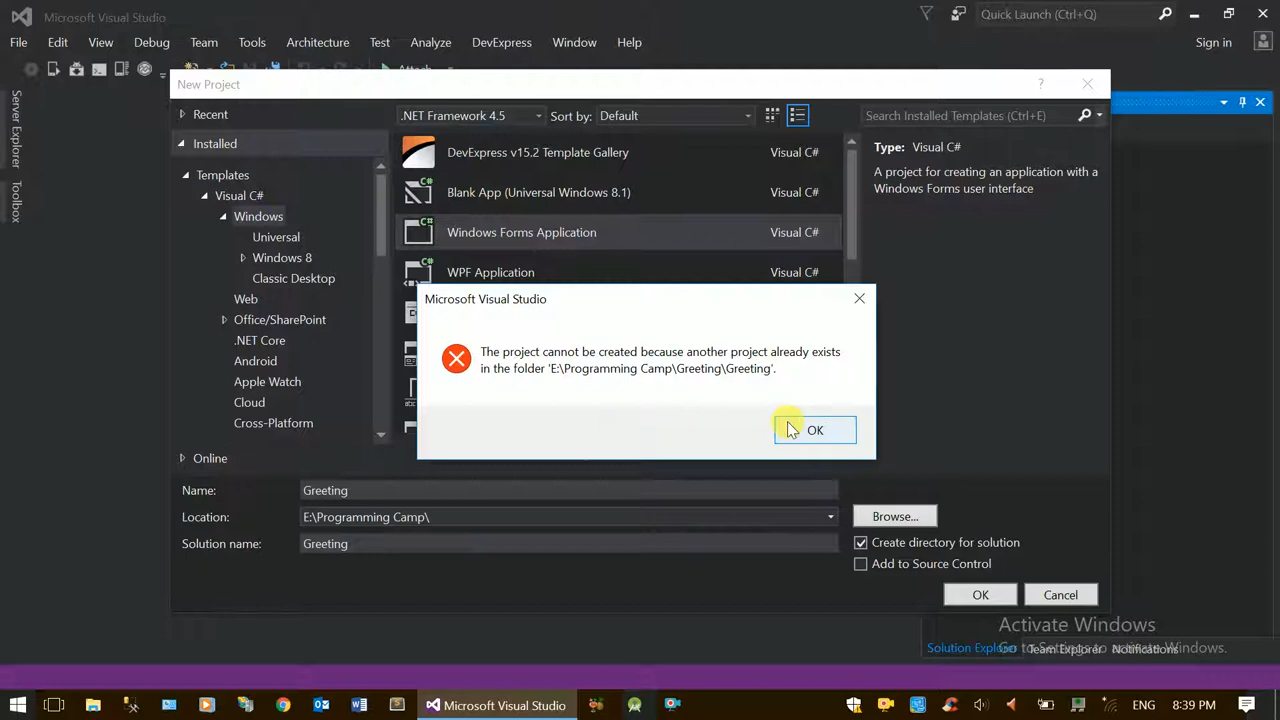 Microsoft Visual Studio
Quick Launch (Ctrl+Q)
File Edit View Debug Team Tools Architecture Test Analyze DevExpress Window Help
Sign in
Attach...
Server Explorer
Toolbox
New Project
?
Recent
.NET Framework 4.5
Sort by: Default
Search Installed Templates (Ctrl+E)
Installed
Templates
Visual C#
Windows
Universal
Windows 8
Classic Desktop
Web
Office/SharePoint
.NET Core
Android
Apple Watch
Cloud
Cross-Platform
Online
DevExpress v15.2 Template Gallery Visual C#
Blank App (Universal Windows 8.1) Visual C#
Windows Forms Application Visual C#
WPF Application Visual C#
Type: Visual C#
A project for creating an application with a
Windows Forms user interface
Microsoft Visual Studio
The project cannot be created because another project already exists
in the folder 'E:\Programming Camp\Greeting\Greeting'.
OK
Name: Greeting
Location: E:\Programming Camp\
Browse...
Solution name: Greeting
Create directory for solution
Add to Source Control
OK Cancel
Activate Windows
Go to Settings to activate Windows.
Solution Explorer Team Explorer Notifications
Microsoft Visual Studio
8:39 PM